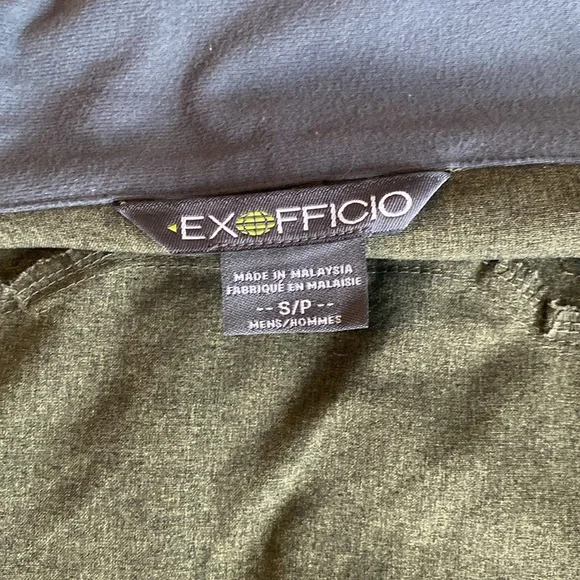 EXOFFICIO
MADE IN MALAYSIA
FABRIQUÉ EN MALAISIE
-- S/P --
MENS/HOMMES